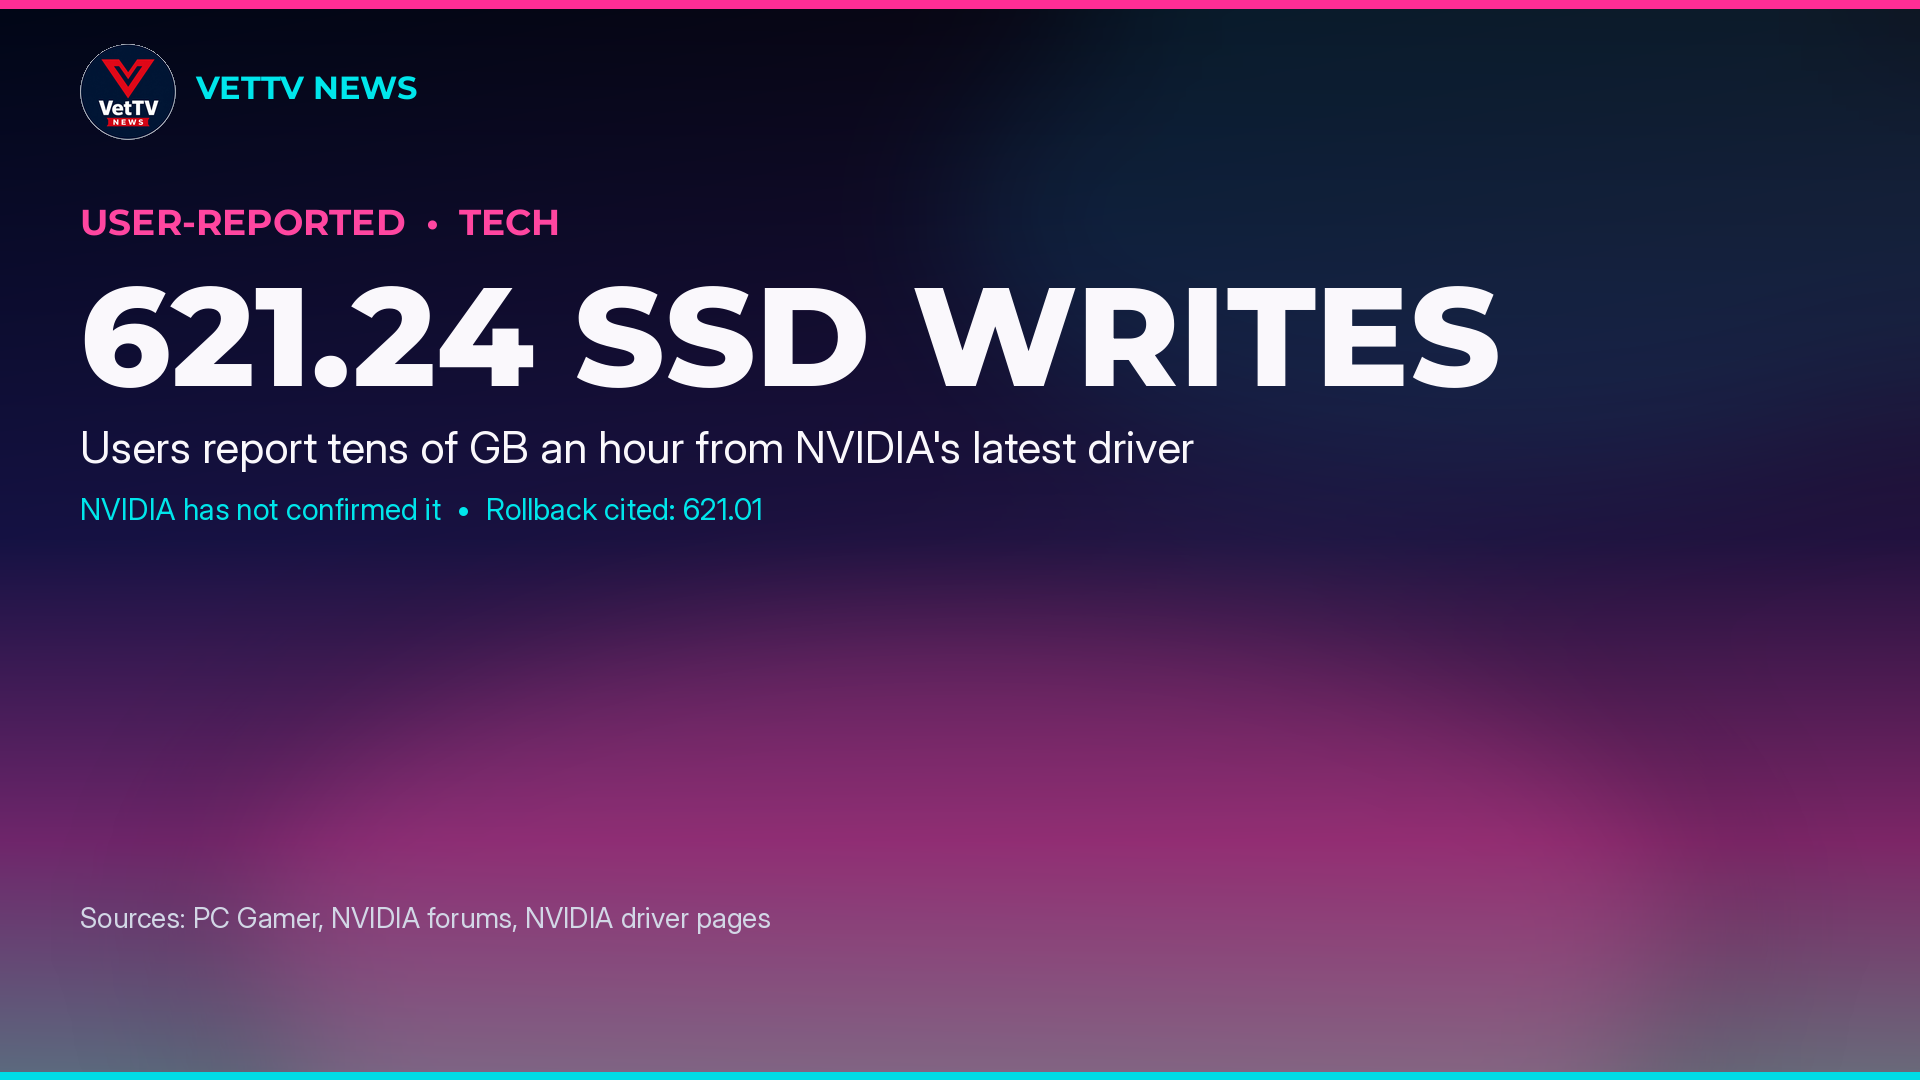 VetTV
NEWS
VETTV NEWS
USER-REPORTED • TECH
621.24 SSD WRITES
Users report tens of GB an hour from NVIDIA's latest driver
NVIDIA has not confirmed it • Rollback cited: 621.01
Sources: PC Gamer, NVIDIA forums, NVIDIA driver pages